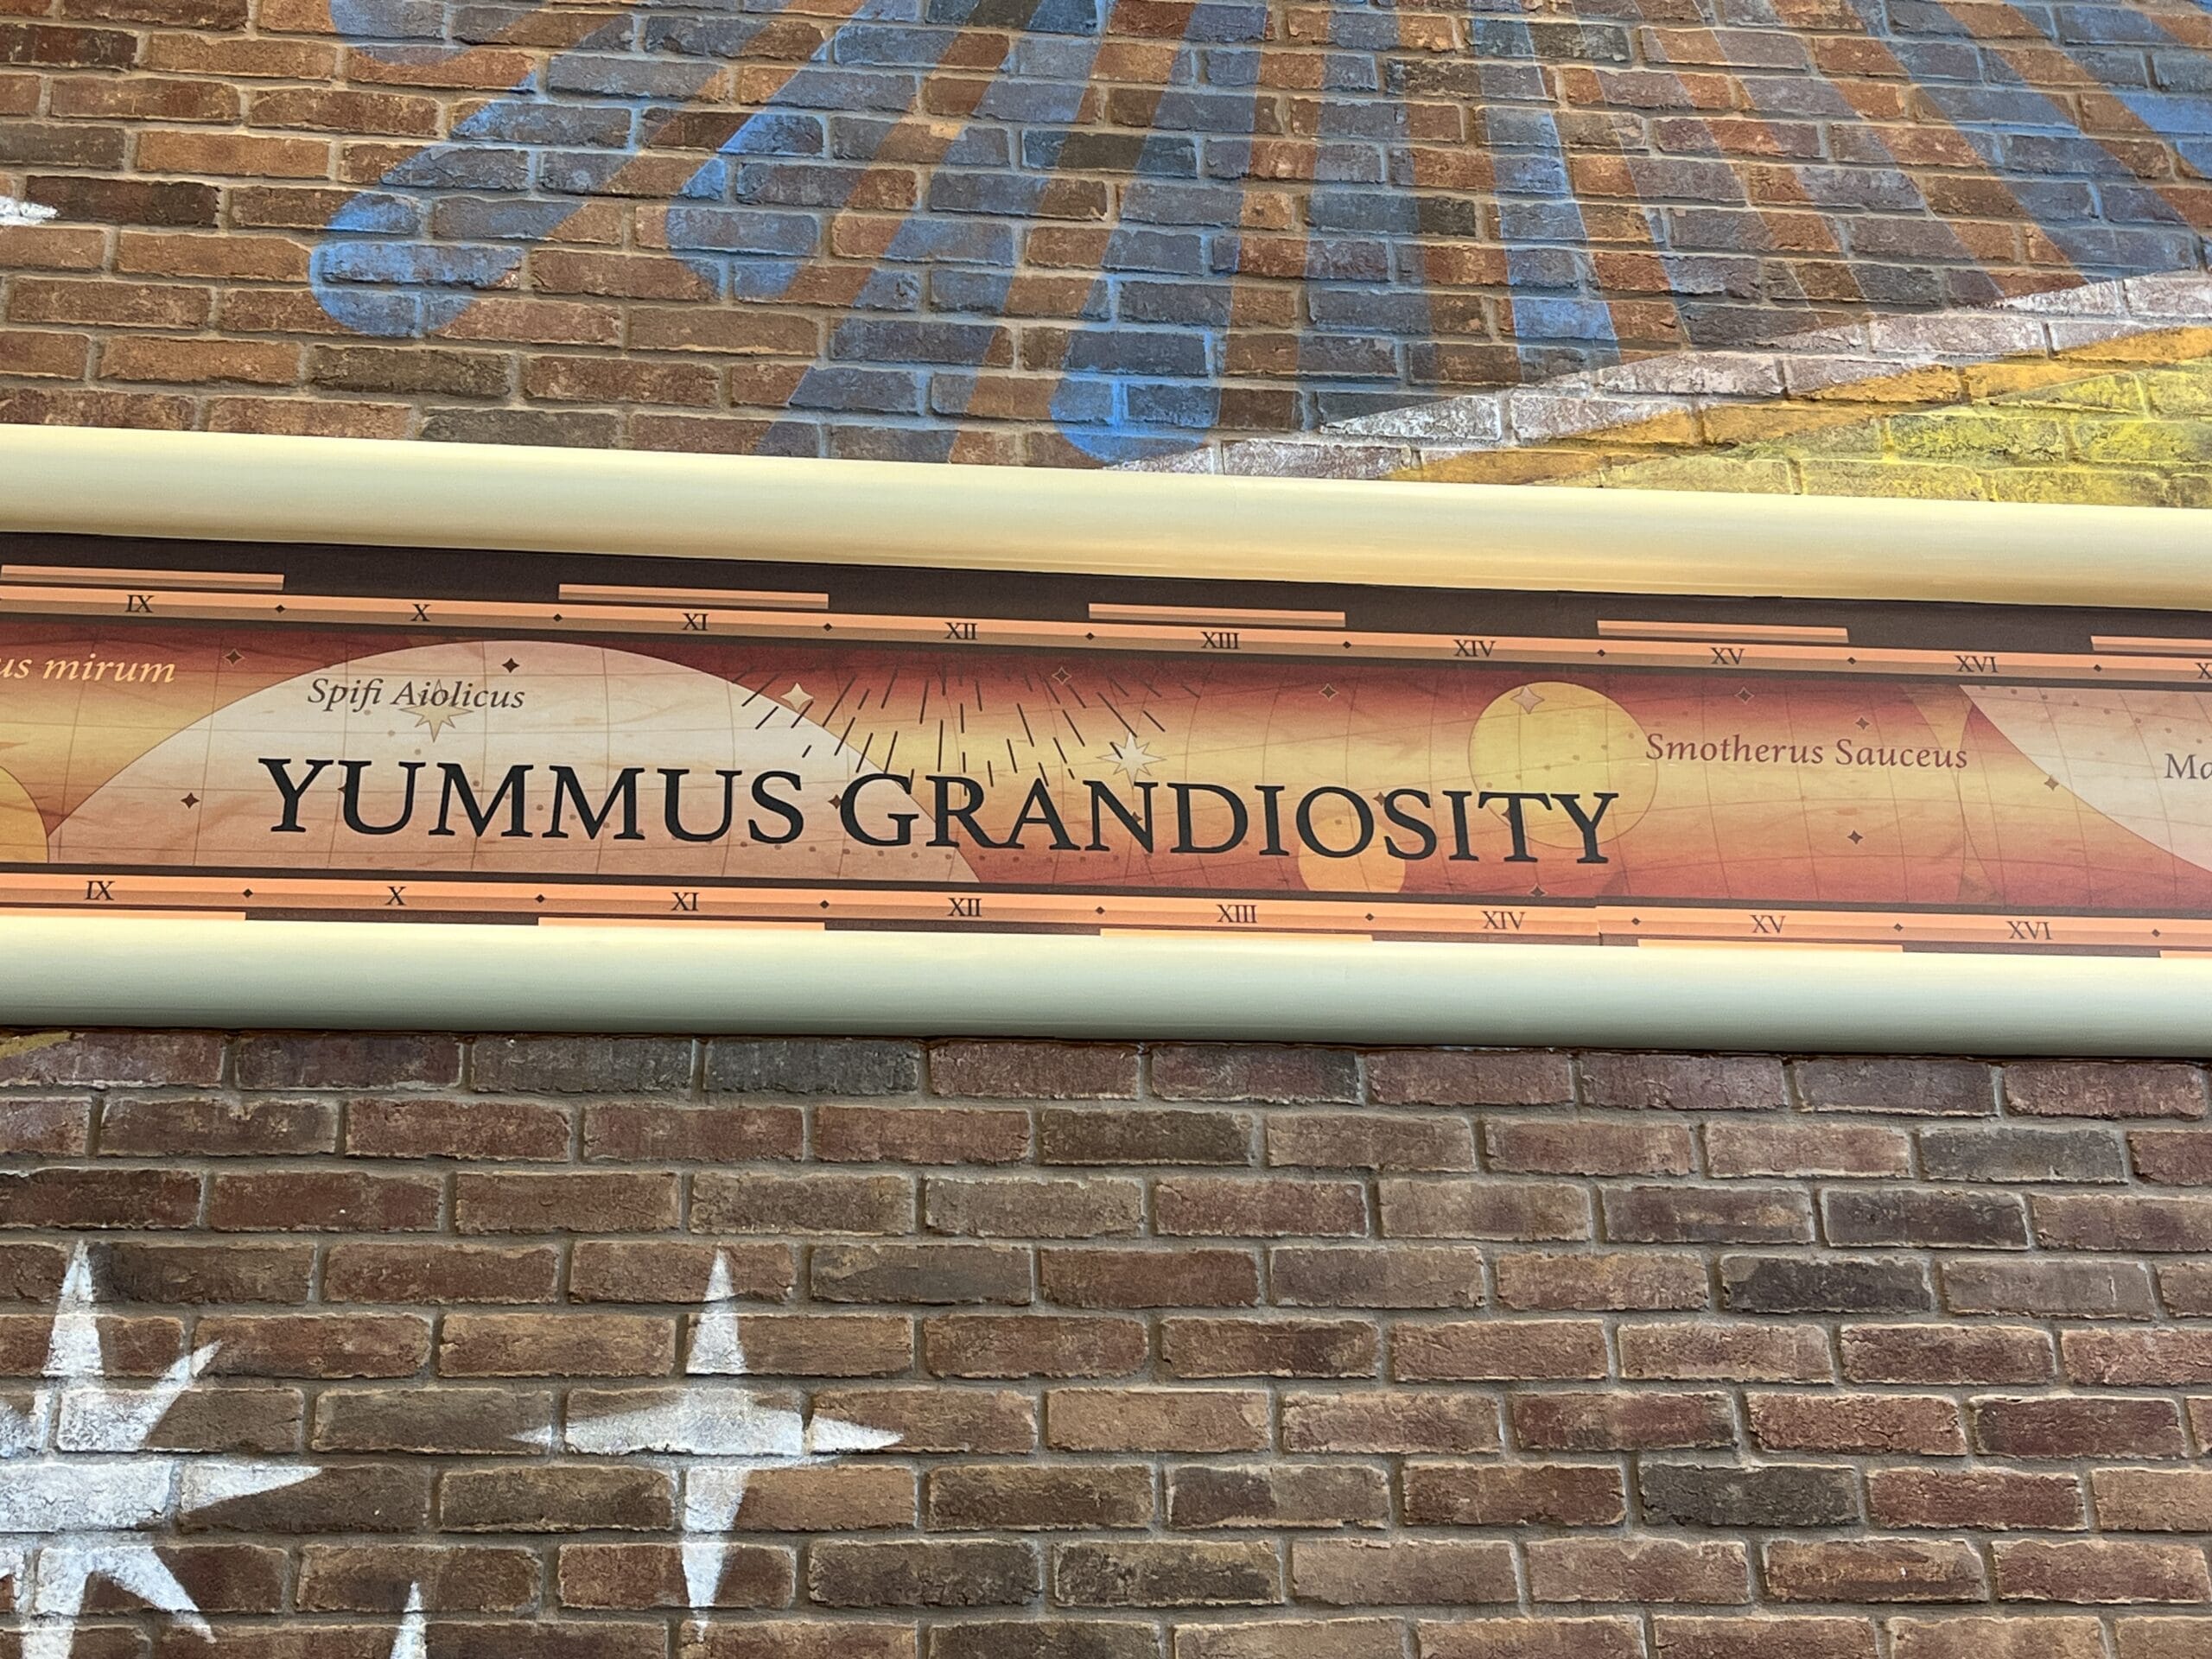 IX X XI XII XIII XIV XV XVI
mirum
Spifi Aiolicus
Smotherus Sauceus
YUMMUS GRANDIOSITY
IX X XI XII XIII XIV XV XVI